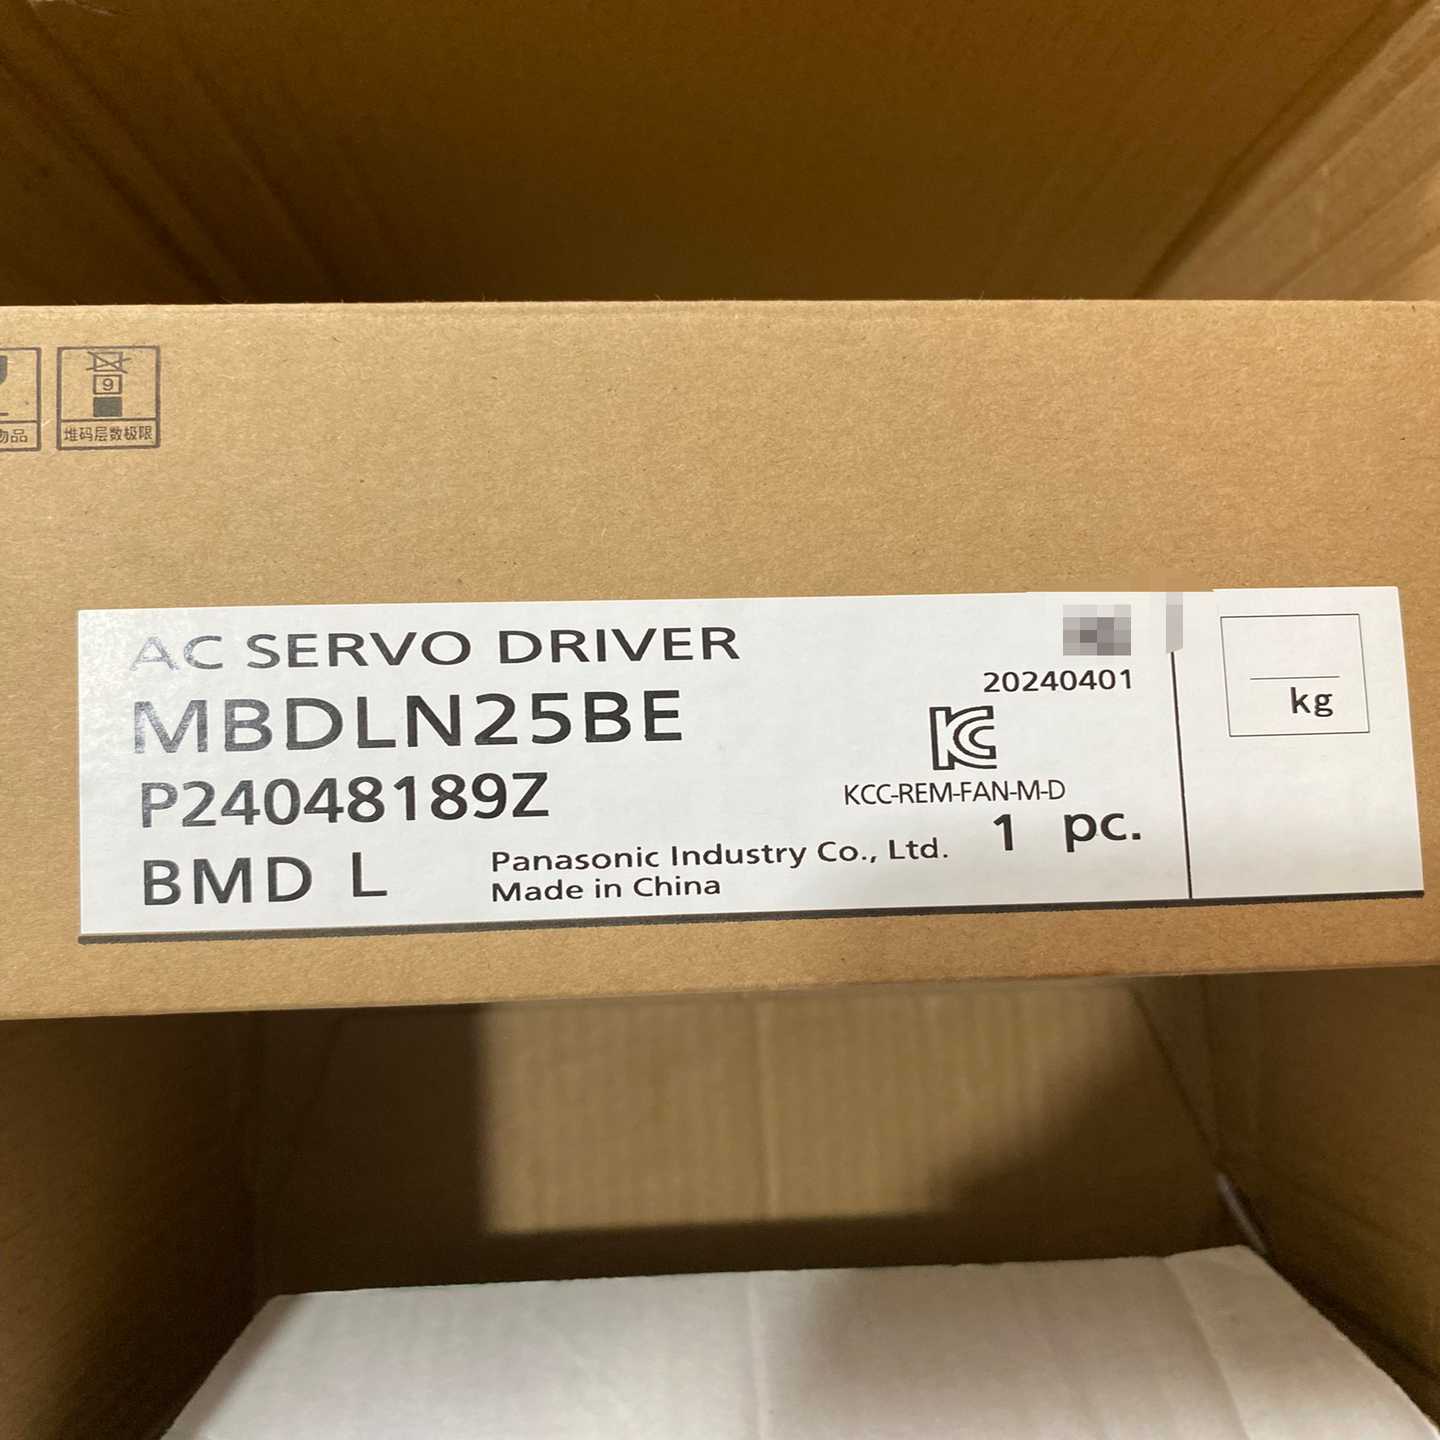 9
物品
堆码层数极限
AC SERVO DRIVER
MBDLN25BE
20240401
kg
P24048189Z
KCC-REM-FAN-M-D
BMD L
Panasonic Industry Co., Ltd.
1 pc.
Made in China